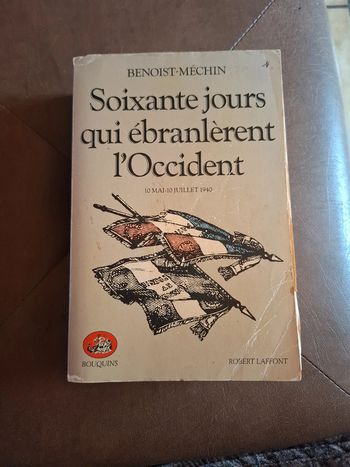 BENOIST-MÉCHIN
Soixante jours
qui ébranlèrent
l'Occident
10 MAI-10 JUILLET 1940
BOUQUINS
ROBERT LAFFONT